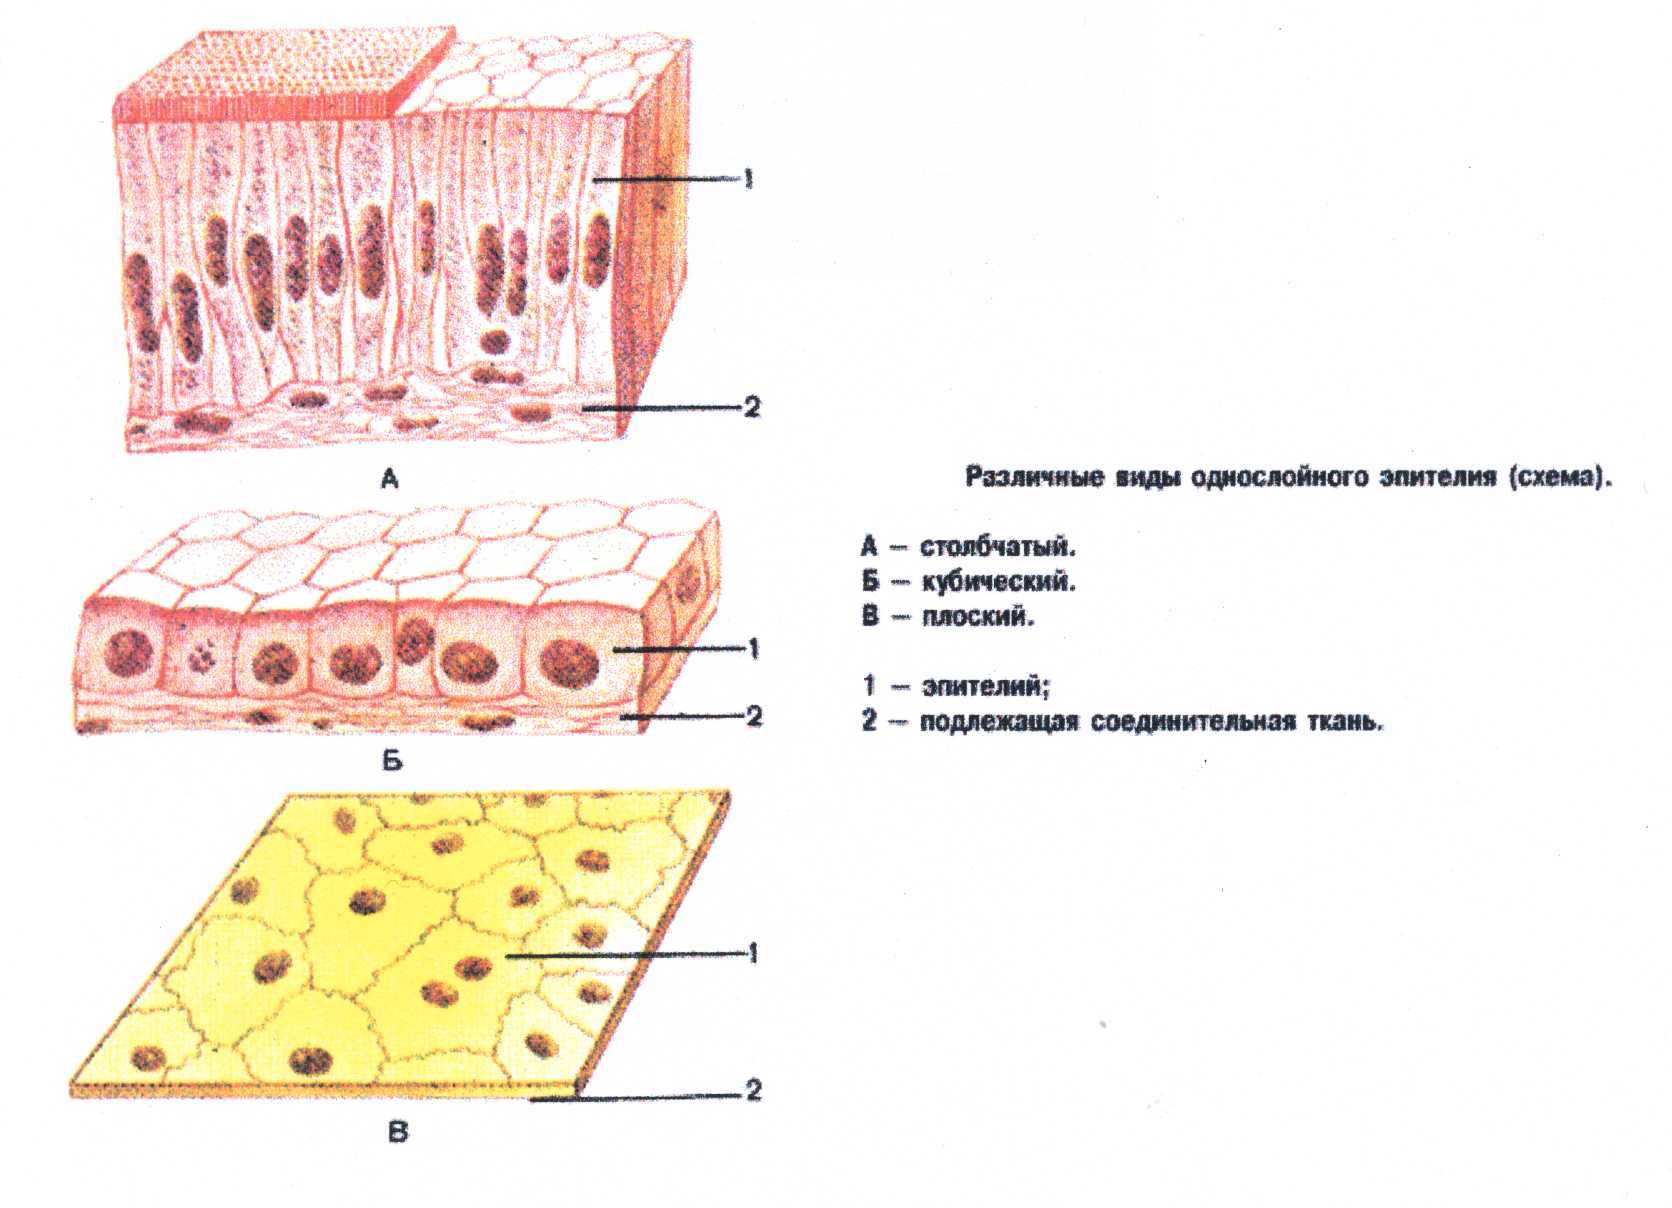 1
2
А
Различные виды однослойного эпителия (схема).
А – столбчатый.
Б – кубический.
В – плоский.
1 – эпителий;
2 – подлежащая соединительная ткань.
1
2
Б
1
2
В